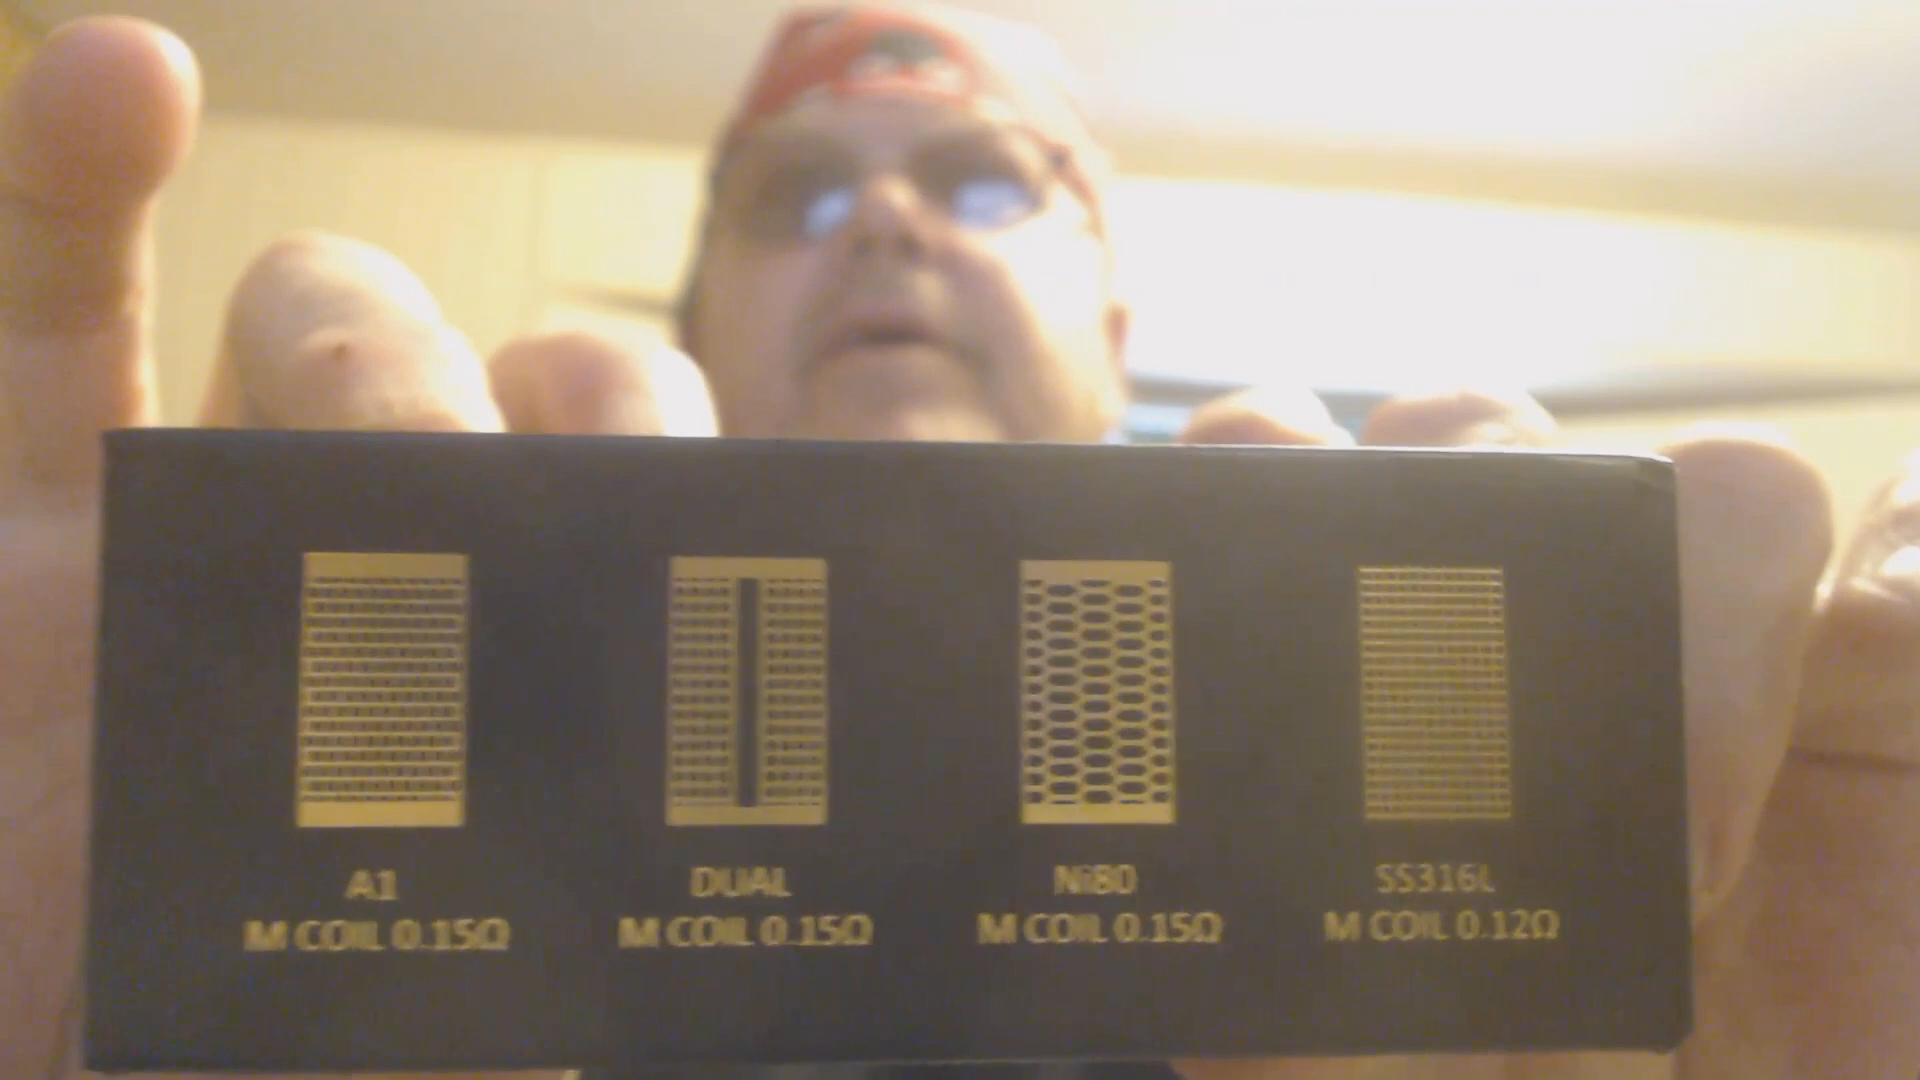 A1
M COIL 0.15Ω
DUAL
M COIL 0.15Ω
Ni80
M COIL 0.15Ω
SS316L
M COIL 0.12Ω